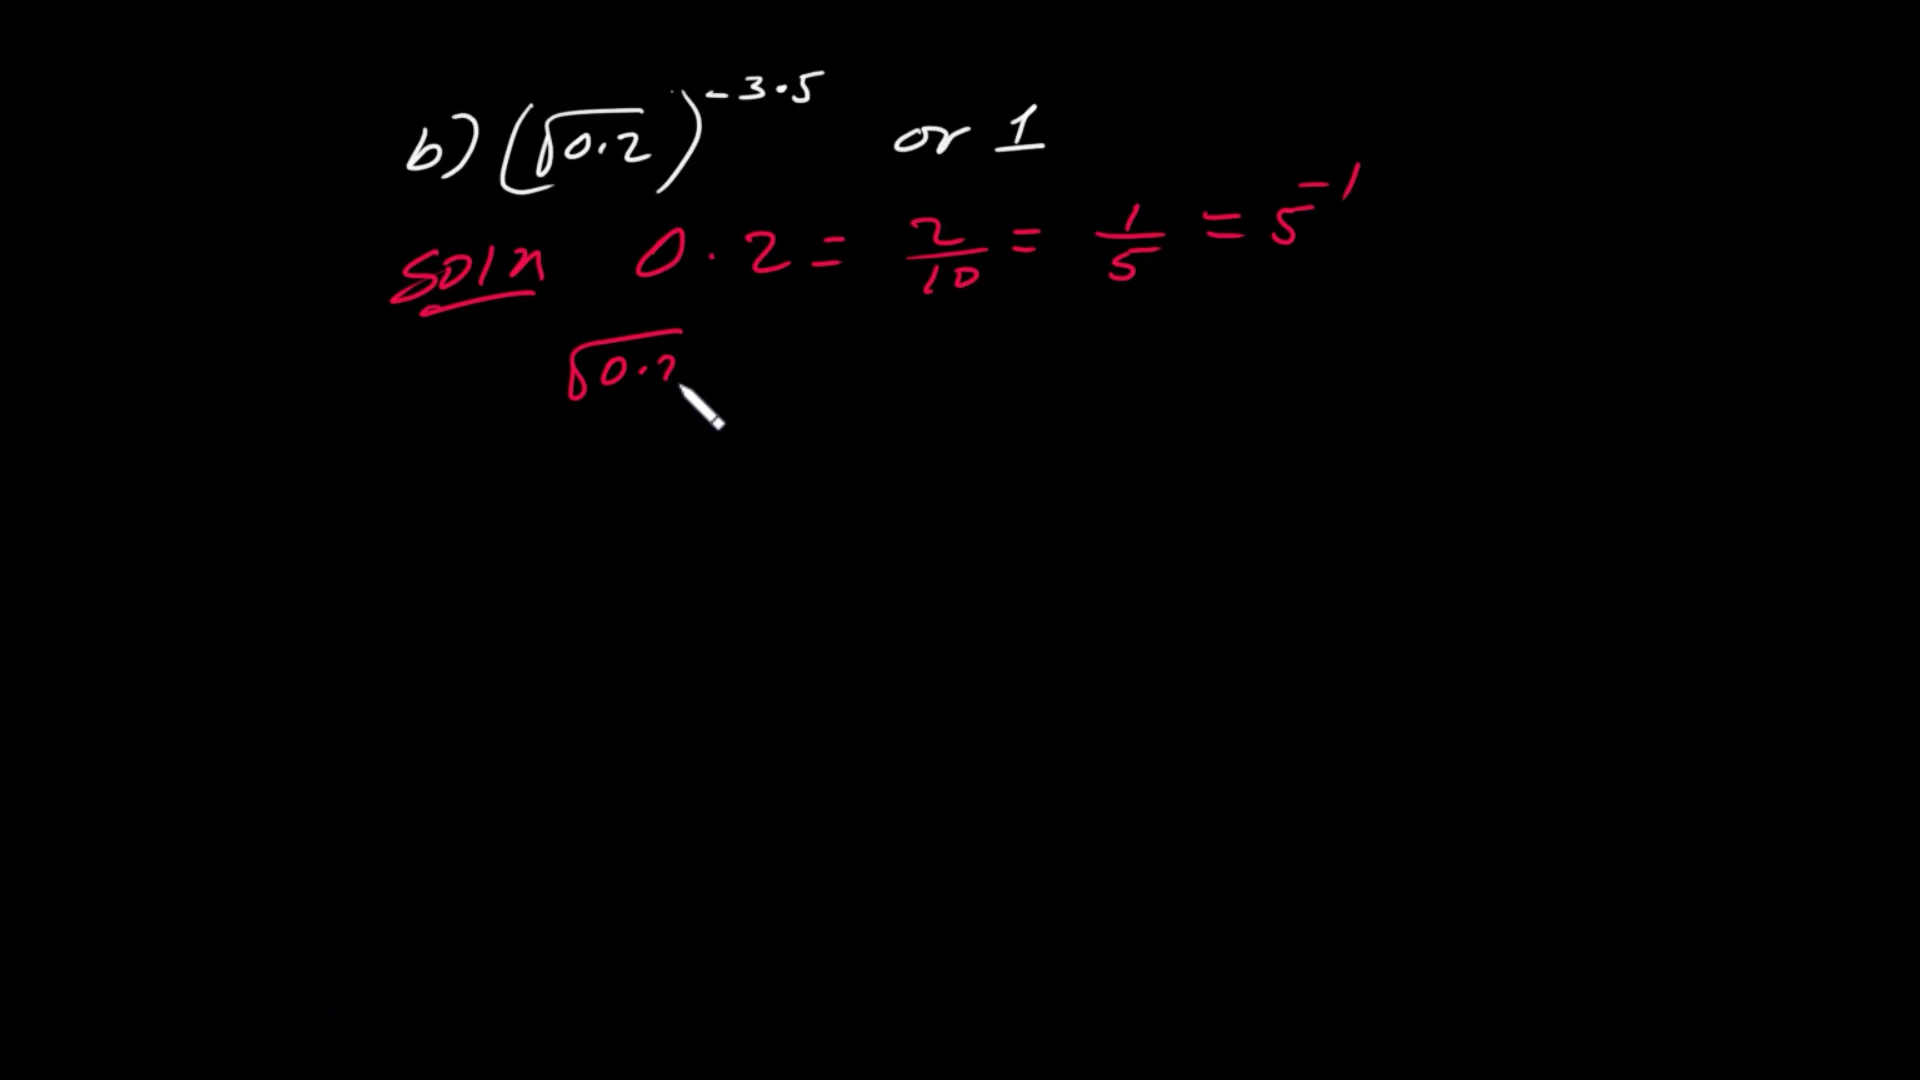 b) (√0.2)^-3.5 or 1
soln 0.2 = 2/10 = 1/5 = 5^-1
√0.2